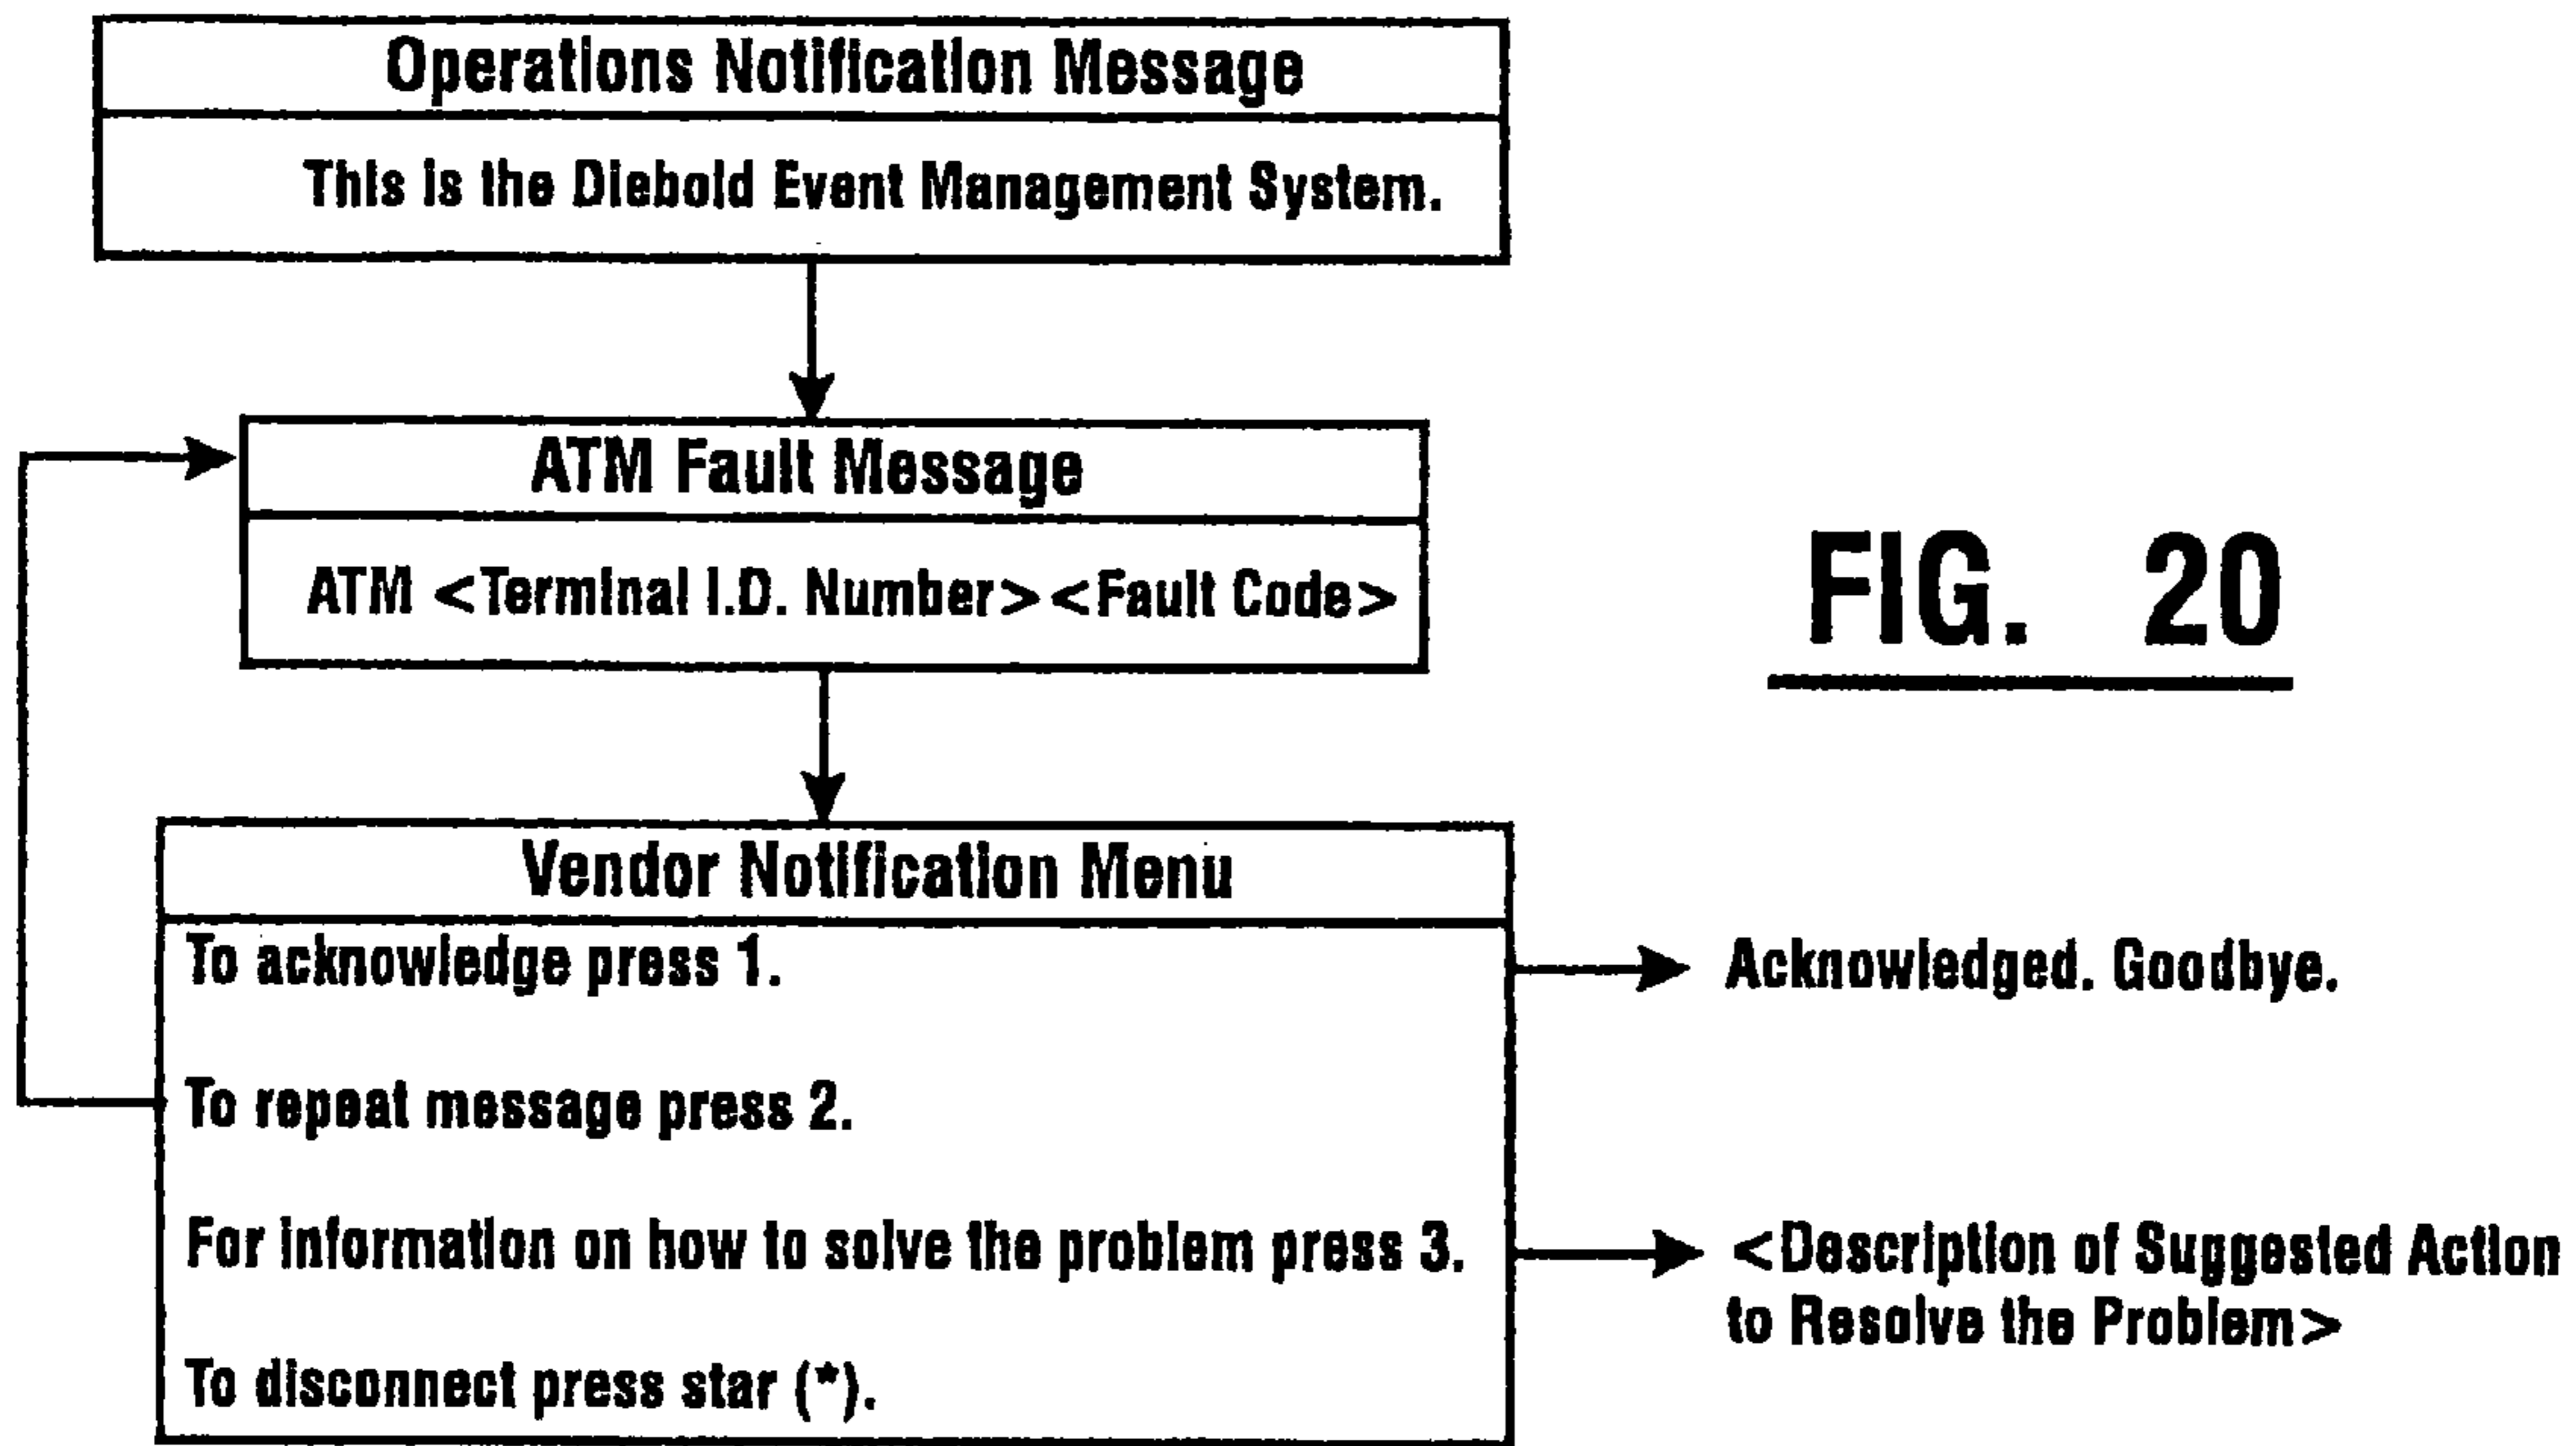 Operations Notification Message
This is the Diebold Event Management System.
ATM Fault Message
ATM <Terminal I.D. Number><Fault Code>
FIG. 20
Vendor Notification Menu
To acknowledge press 1.
Acknowledged. Goodbye.
To repeat message press 2.
For information on how to solve the problem press 3.
<Description of Suggested Action
to Resolve the Problem>
To disconnect press star (*).